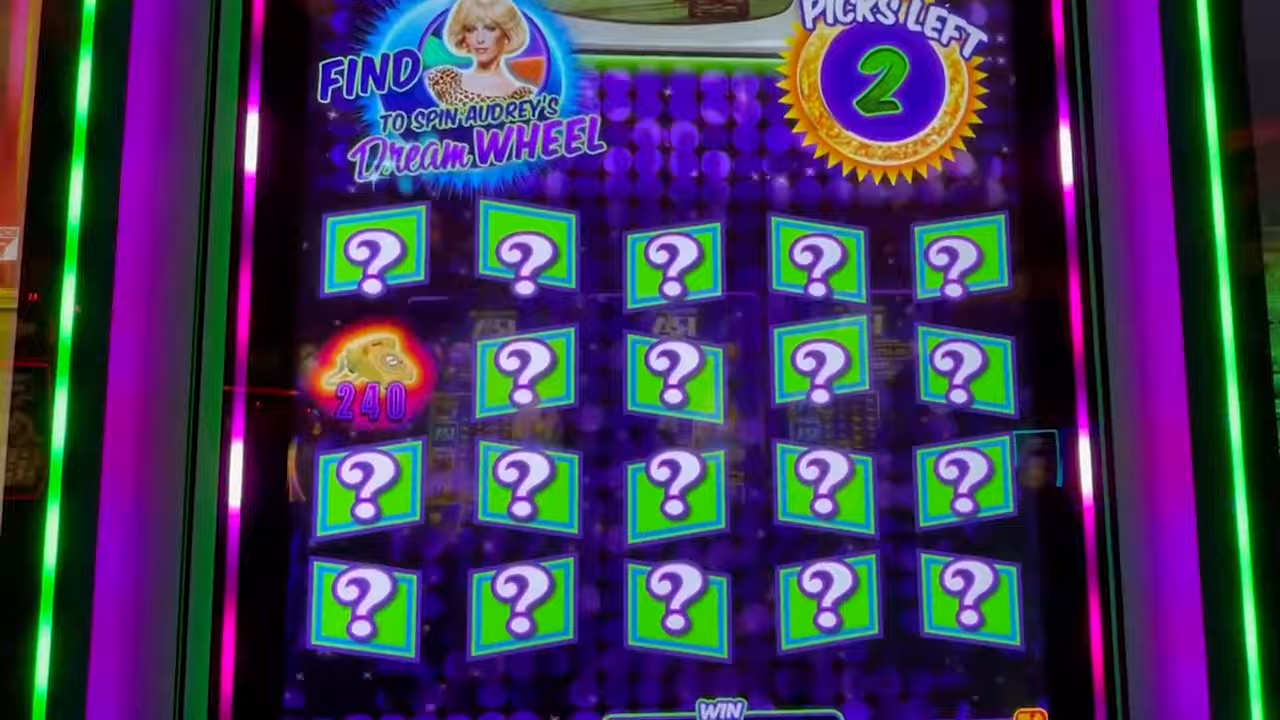 PICKS LEFT
2
FIND
TO SPIN AUDREY'S
Dream WHEEL
? ? ? ? ?
240 ? ? ? ?
? ? ? ? ?
? ? ? ? ?
WIN